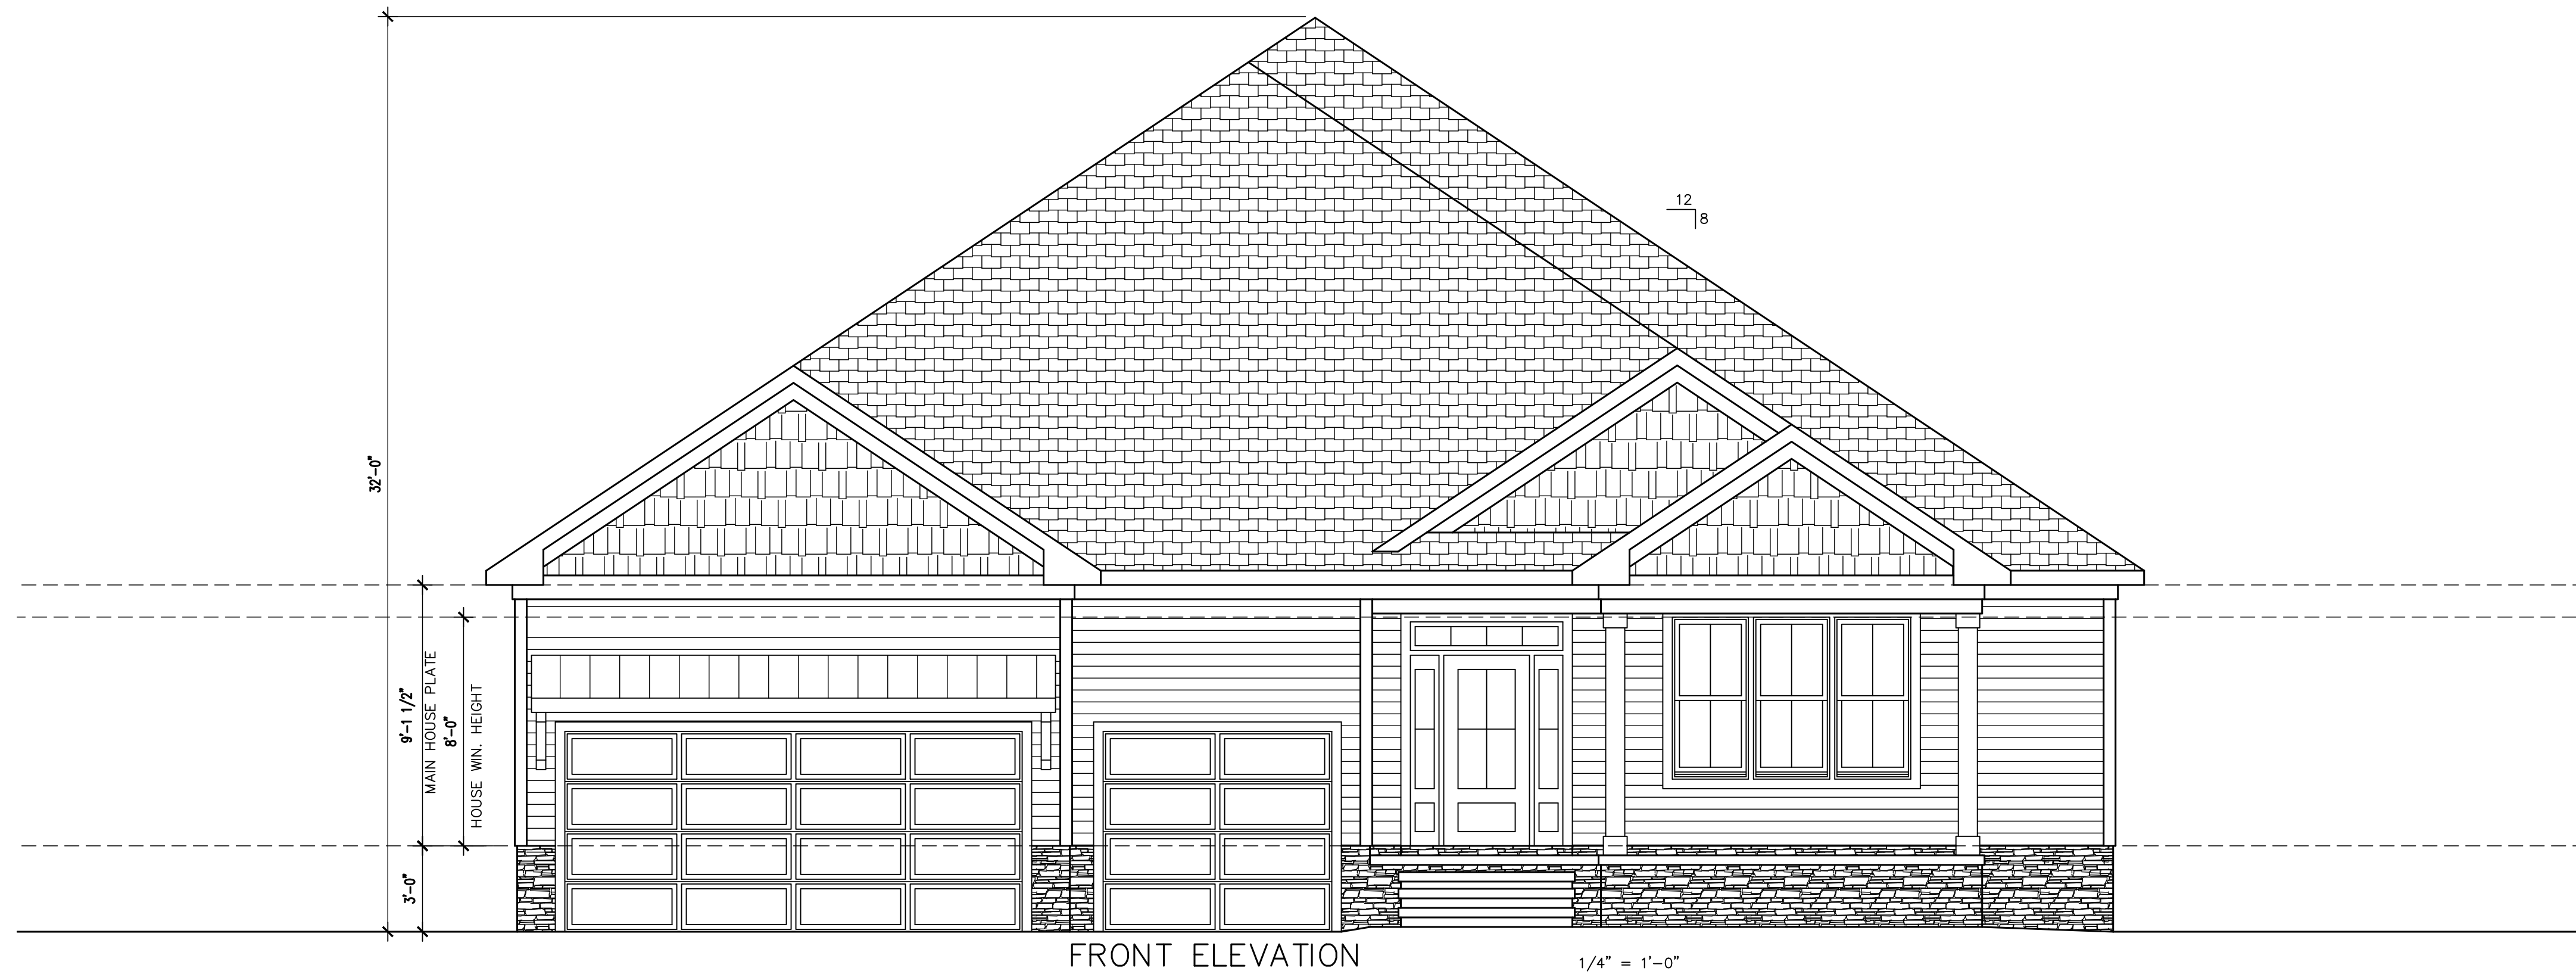 12
8
32'-0"
9'-1 1/2"
MAIN HOUSE PLATE
8'-0"
HOUSE WIN. HEIGHT
3'-0"
FRONT ELEVATION
1/4" = 1'-0"